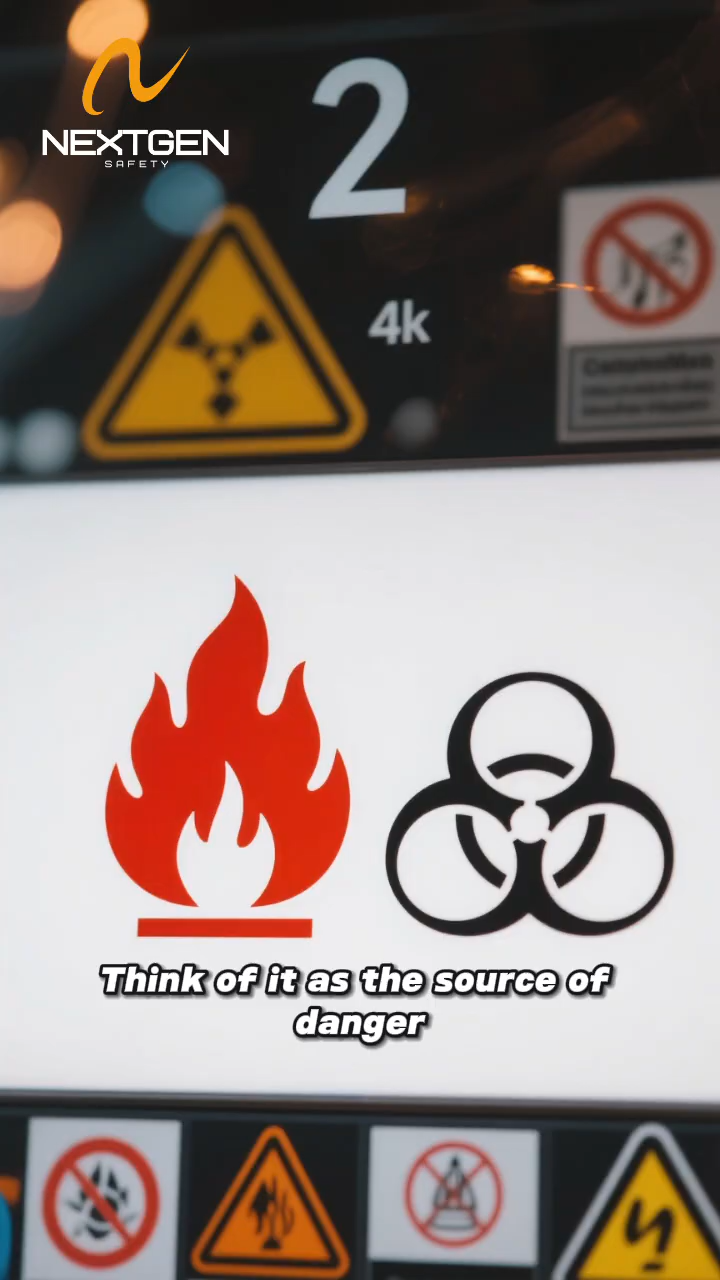 NEXTGEN
SAFETY
2
4k
Think of it as the source of
danger